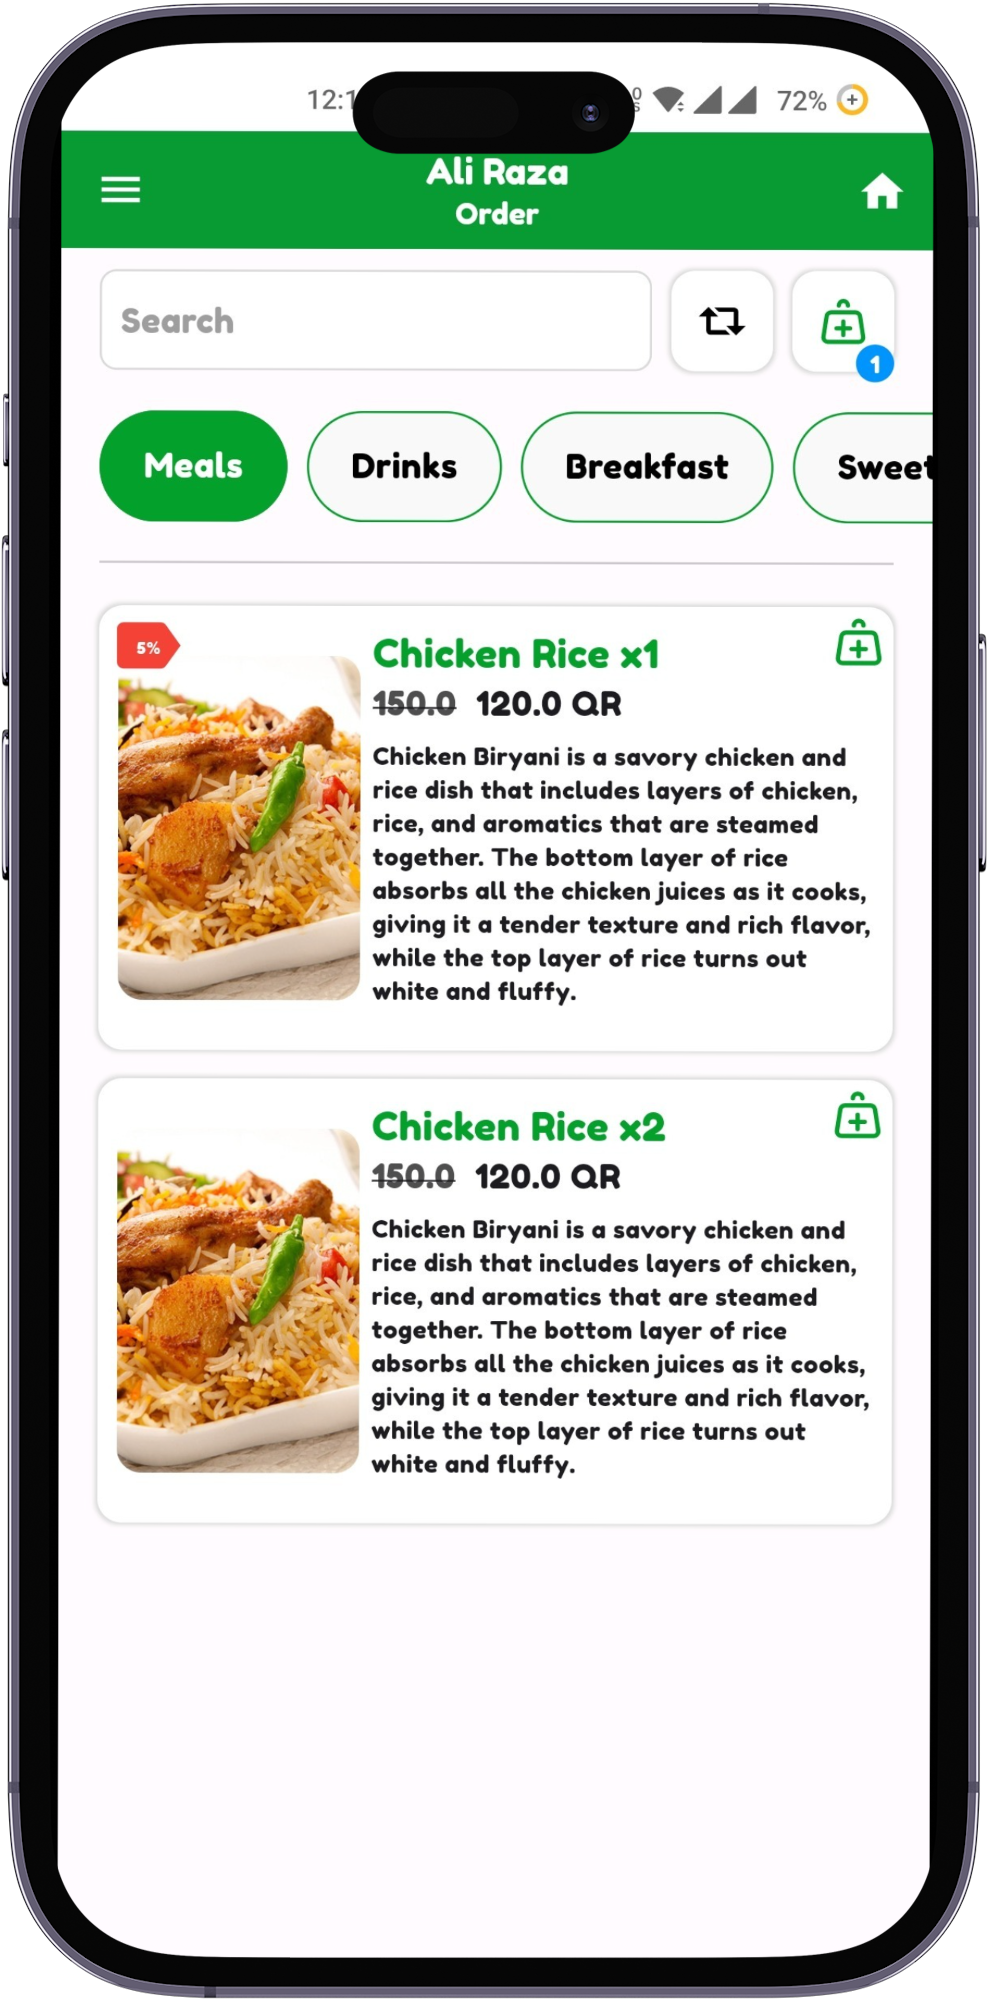 72%
Ali Raza
Order
Search
1
Meals Drinks Breakfast Sweet
5%
Chicken Rice x1
150.0 120.0 QR
Chicken Biryani is a savory chicken and
rice dish that includes layers of chicken,
rice, and aromatics that are steamed
together. The bottom layer of rice
absorbs all the chicken juices as it cooks,
giving it a tender texture and rich flavor,
while the top layer of rice turns out
white and fluffy.
Chicken Rice x2
150.0 120.0 QR
Chicken Biryani is a savory chicken and
rice dish that includes layers of chicken,
rice, and aromatics that are steamed
together. The bottom layer of rice
absorbs all the chicken juices as it cooks,
giving it a tender texture and rich flavor,
while the top layer of rice turns out
white and fluffy.